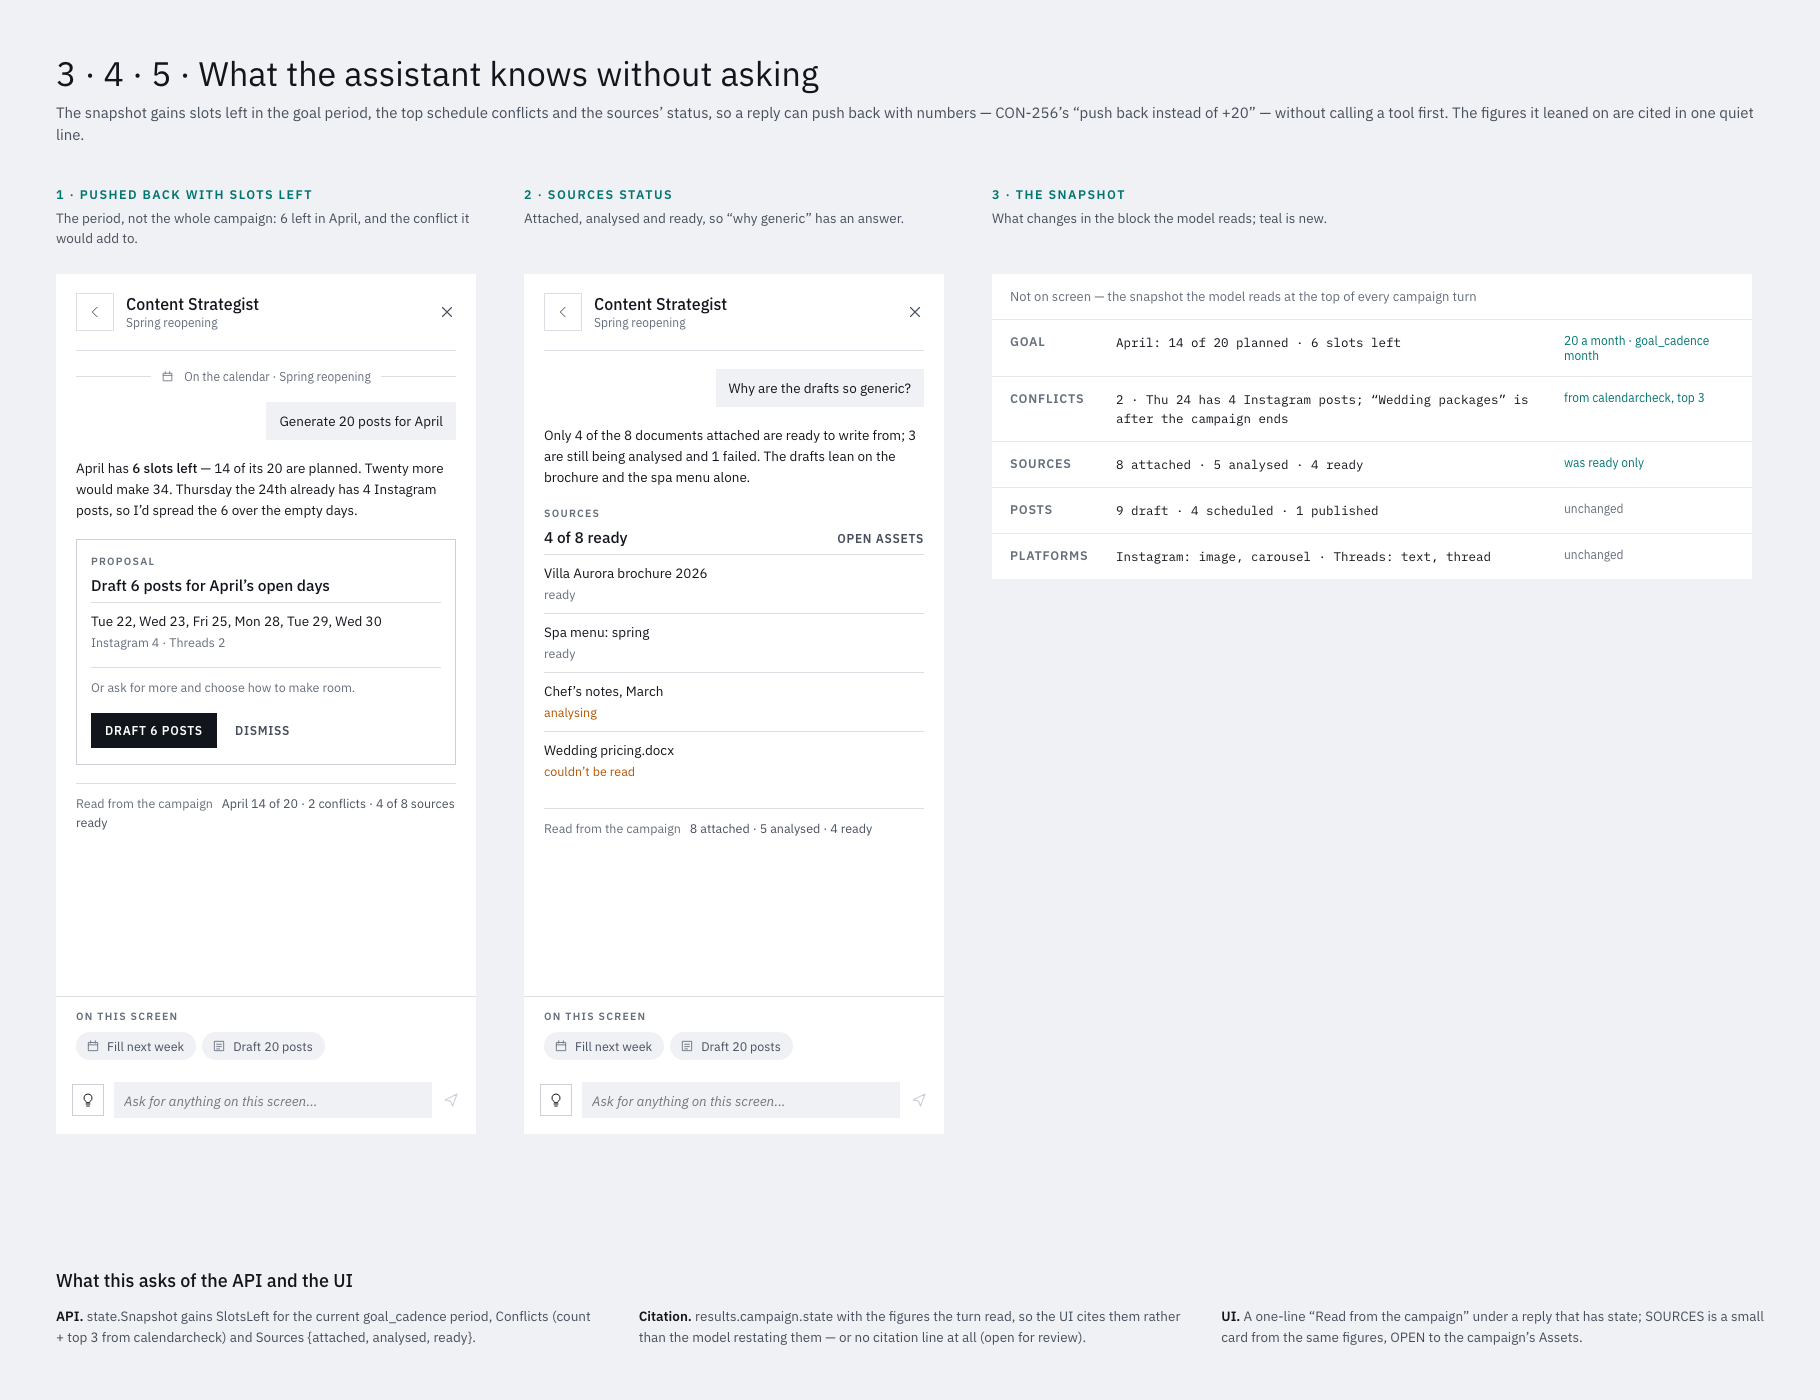 3 · 4 · 5 · What the assistant knows without asking
The snapshot gains slots left in the goal period, the top schedule conflicts and the sources’ status, so a reply can push back with numbers — CON-256’s “push back instead of +20” — without calling a tool first. The figures it leaned on are cited in one quiet
line.
1 · PUSHED BACK WITH SLOTS LEFT
The period, not the whole campaign: 6 left in April, and the conflict it
would add to.
Content Strategist
Spring reopening
On the calendar · Spring reopening
Generate 20 posts for April
April has 6 slots left — 14 of its 20 are planned. Twenty more
would make 34. Thursday the 24th already has 4 Instagram
posts, so I’d spread the 6 over the empty days.
PROPOSAL
Draft 6 posts for April’s open days
Tue 22, Wed 23, Fri 25, Mon 28, Tue 29, Wed 30
Instagram 4 · Threads 2
Or ask for more and choose how to make room.
DRAFT 6 POSTS DISMISS
Read from the campaign April 14 of 20 · 2 conflicts · 4 of 8 sources
ready
ON THIS SCREEN
Fill next week Draft 20 posts
Ask for anything on this screen...
2 · SOURCES STATUS
Attached, analysed and ready, so “why generic” has an answer.
Content Strategist
Spring reopening
Why are the drafts so generic?
Only 4 of the 8 documents attached are ready to write from; 3
are still being analysed and 1 failed. The drafts lean on the
brochure and the spa menu alone.
SOURCES
4 of 8 ready OPEN ASSETS
Villa Aurora brochure 2026
ready
Spa menu: spring
ready
Chef’s notes, March
analysing
Wedding pricing.docx
couldn’t be read
Read from the campaign 8 attached · 5 analysed · 4 ready
ON THIS SCREEN
Fill next week Draft 20 posts
Ask for anything on this screen...
3 · THE SNAPSHOT
What changes in the block the model reads; teal is new.
Not on screen — the snapshot the model reads at the top of every campaign turn
GOAL April: 14 of 20 planned · 6 slots left 20 a month · goal_cadence
month
CONFLICTS 2 · Thu 24 has 4 Instagram posts; “Wedding packages” is from calendarcheck, top 3
after the campaign ends
SOURCES 8 attached · 5 analysed · 4 ready was ready only
POSTS 9 draft · 4 scheduled · 1 published unchanged
PLATFORMS Instagram: image, carousel · Threads: text, thread unchanged
What this asks of the API and the UI
API. state.Snapshot gains SlotsLeft for the current goal_cadence period, Conflicts (count
+ top 3 from calendarcheck) and Sources {attached, analysed, ready}.
Citation. results.campaign.state with the figures the turn read, so the UI cites them rather
than the model restating them — or no citation line at all (open for review).
UI. A one-line “Read from the campaign” under a reply that has state; SOURCES is a small
card from the same figures, OPEN to the campaign’s Assets.